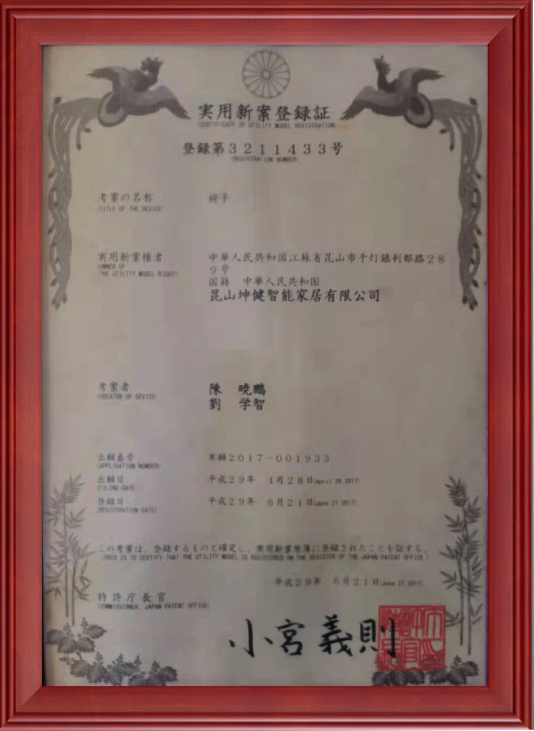 実用新案登録証
(CERTIFICATE OF UTILITY MODEL REGISTRATION)
登録第3211433号
(REGISTRATION NUMBER)
考案の名称
(TITLE OF THE DEVICE)
椅子
実用新案権者
(OWNER OF THE UTILITY MODEL RIGHT)
中華人民共和国江蘇省昆山市千灯鎮利都路28
9号
国籍 中華人民共和国
昆山坤健智能家居有限公司
考案者
(CREATOR OF DEVICE)
陳 暁鵬
劉 学智
出願番号
(APPLICATION NUMBER)
実願2017-001933
出願日
(FILING DATE)
平成29年 4月28日(April 28,2017)
登録日
(REGISTRATION DATE)
平成29年 6月21日(June 21,2017)
この考案は、登録するものと確定し、実用新案原簿に登録されたことを証する。
(THIS IS TO CERTIFY THAT THE UTILITY MODEL IS REGISTERED ON THE REGISTER OF THE JAPAN PATENT OFFICE.)
平成29年 6月21日(June 21,2017)
特許庁長官
(COMMISSIONER, JAPAN PATENT OFFICE)
小宮義則